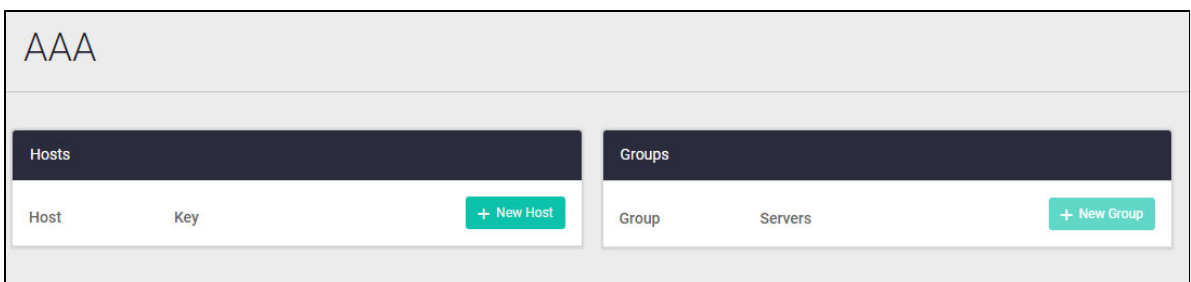 AAA
Hosts
Host Key + New Host
Groups
Group Servers + New Group